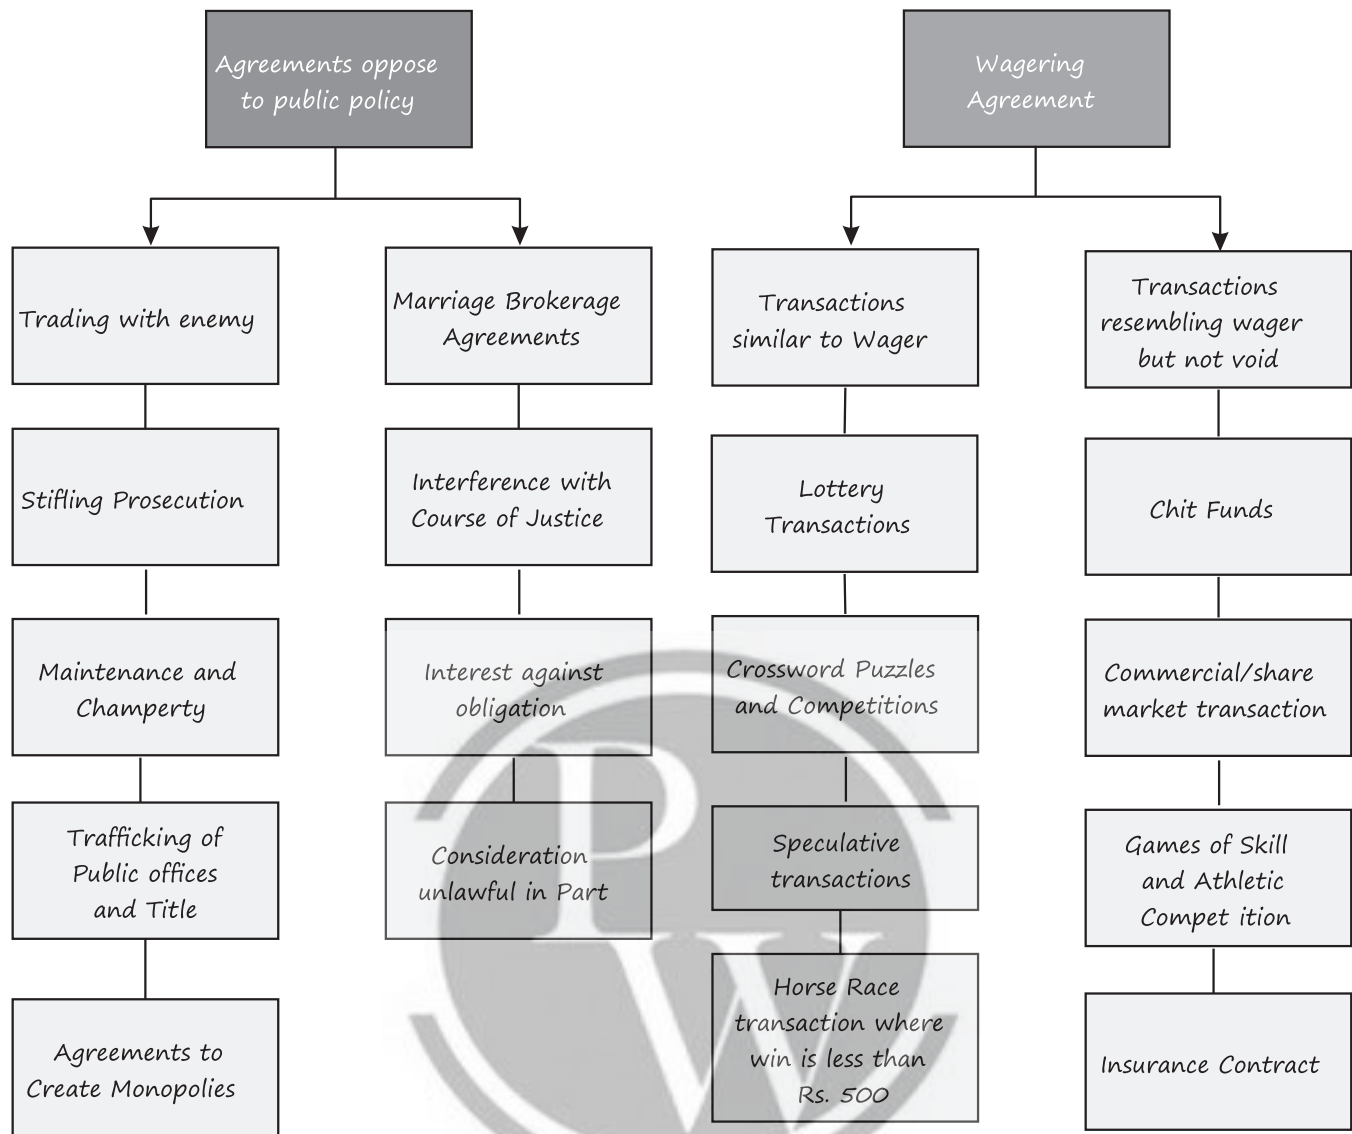 Agreements oppose
to public policy
Trading with enemy
Stifling Prosecution
Maintenance and
Champerty
Trafficking of
Public offices
and Title
Agreements to
Create Monopolies
Marriage Brokerage
Agreements
Interference with
Course of Justice
Interest against
obligation
Consideration
unlawful in Part
Wagering
Agreement
Transactions
similar to Wager
Lottery
Transactions
Crossword Puzzles
and Competitions
Speculative
transactions
Horse Race
transaction where
win is less than
Rs. 500
Transactions
resembling wager
but not void
Chit Funds
Commercial/share
market transaction
Games of Skill
and Athletic
Compet ition
Insurance Contract
P
W